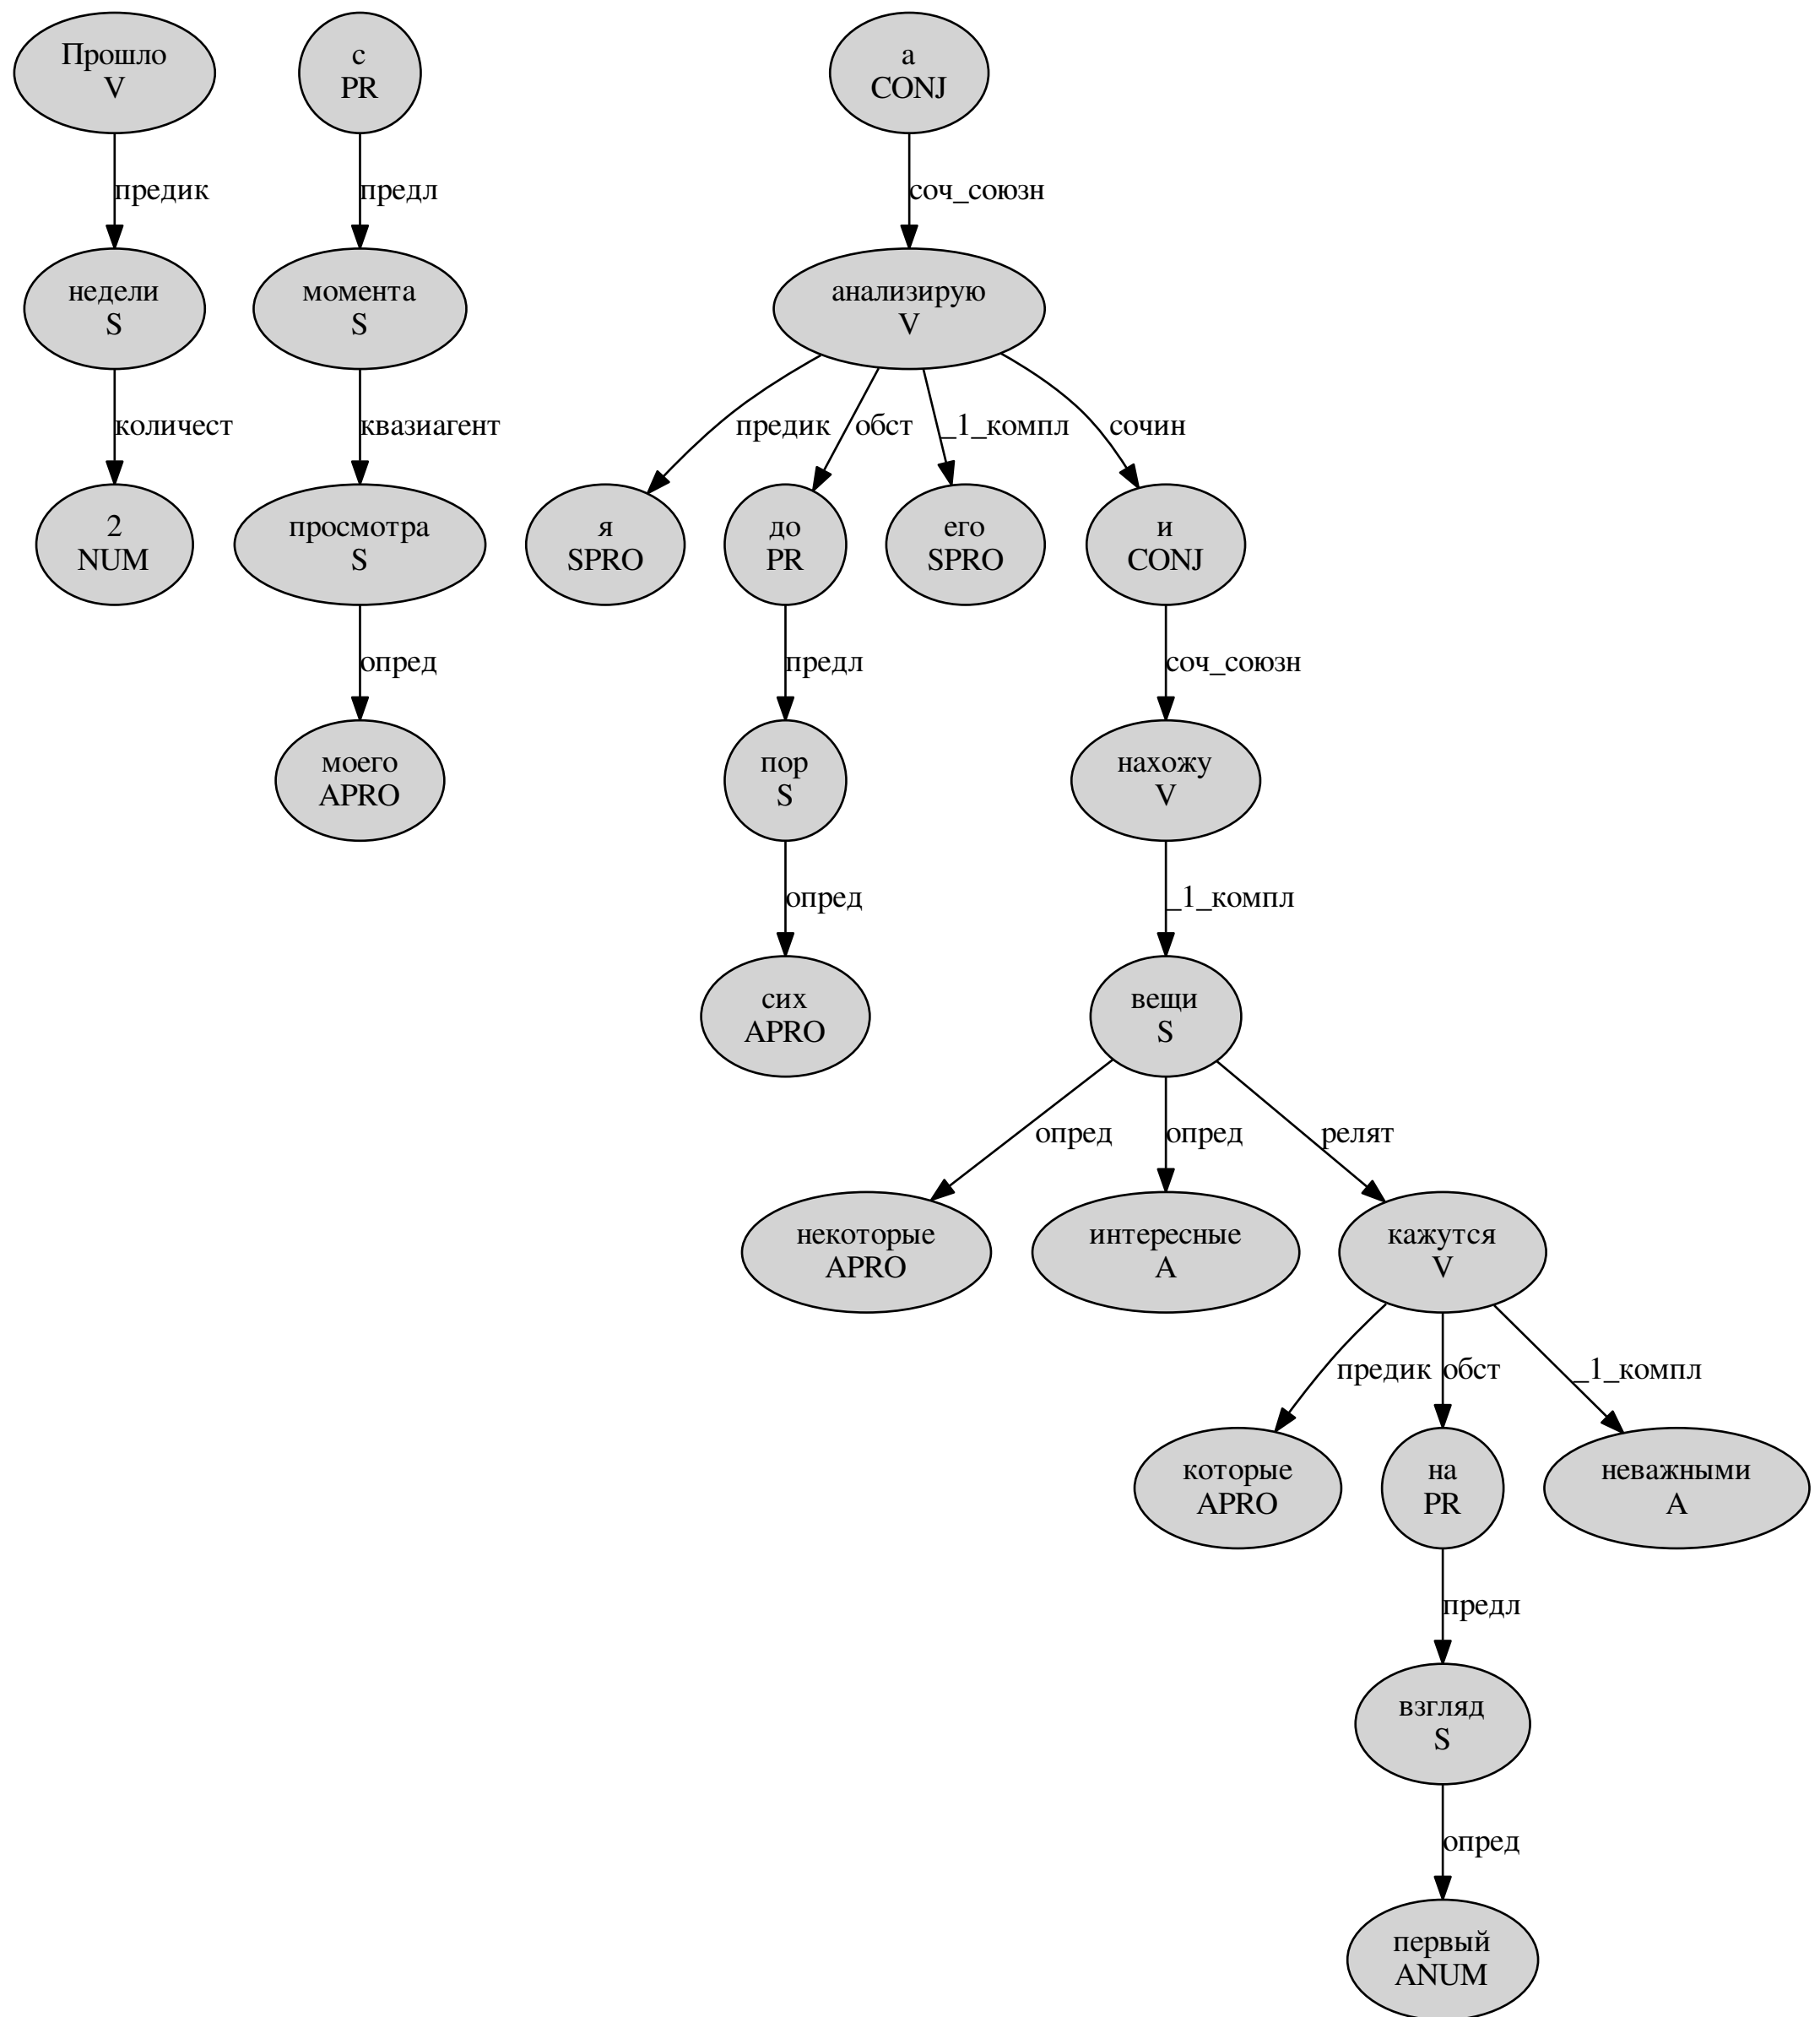 Прошло
V
с
PR
а
CONJ
предик
предл
соч_союзн
недели
S
момента
S
анализирую
V
количест
квазиагент
предик
обст
_1_компл
сочин
2
NUM
просмотра
S
я
SPRO
до
PR
его
SPRO
и
CONJ
опред
предл
соч_союзн
моего
APRO
пор
S
нахожу
V
опред
_1_компл
сих
APRO
вещи
S
опред
опред
релят
некоторые
APRO
интересные
A
кажутся
V
предик
обст
_1_компл
которые
APRO
на
PR
неважными
A
предл
взгляд
S
опред
первый
ANUM